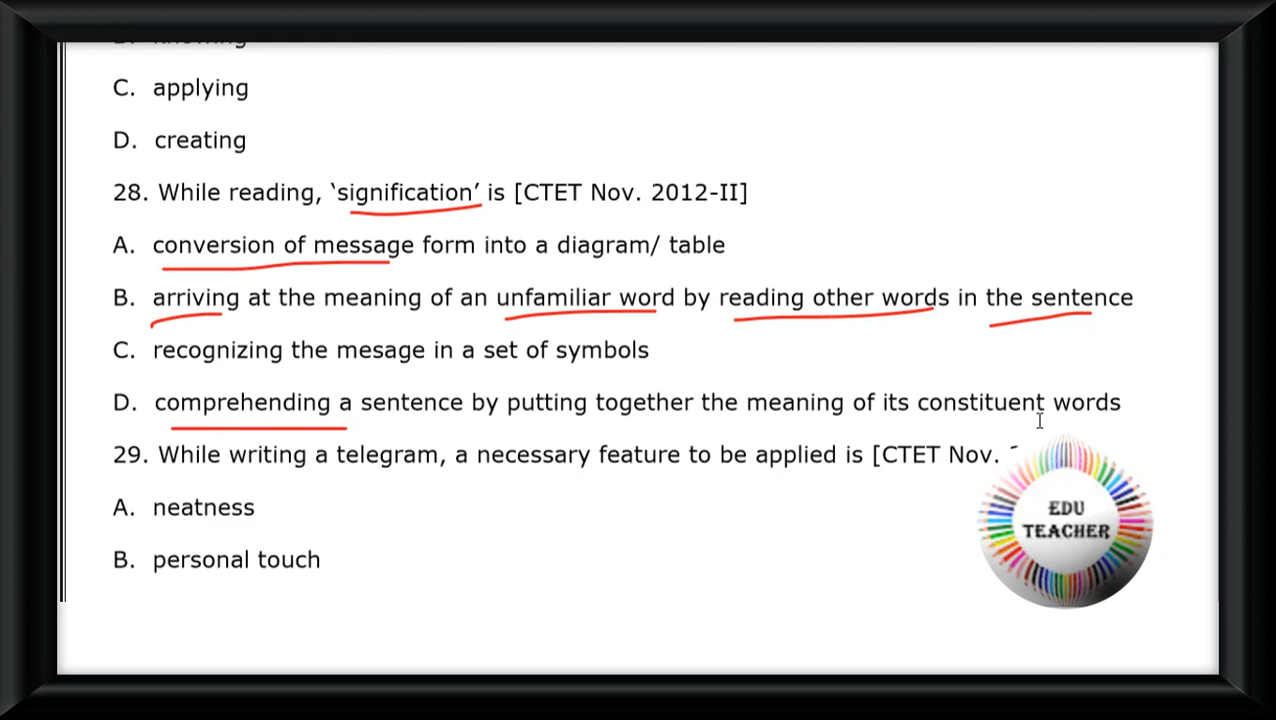 C. applying
D. creating
28. While reading, ‘signification’ is [CTET Nov. 2012-II]
A. conversion of message form into a diagram/ table
B. arriving at the meaning of an unfamiliar word by reading other words in the sentence
C. recognizing the mesage in a set of symbols
D. comprehending a sentence by putting together the meaning of its constituent words
29. While writing a telegram, a necessary feature to be applied is [CTET Nov.
A. neatness
B. personal touch
EDU
TEACHER